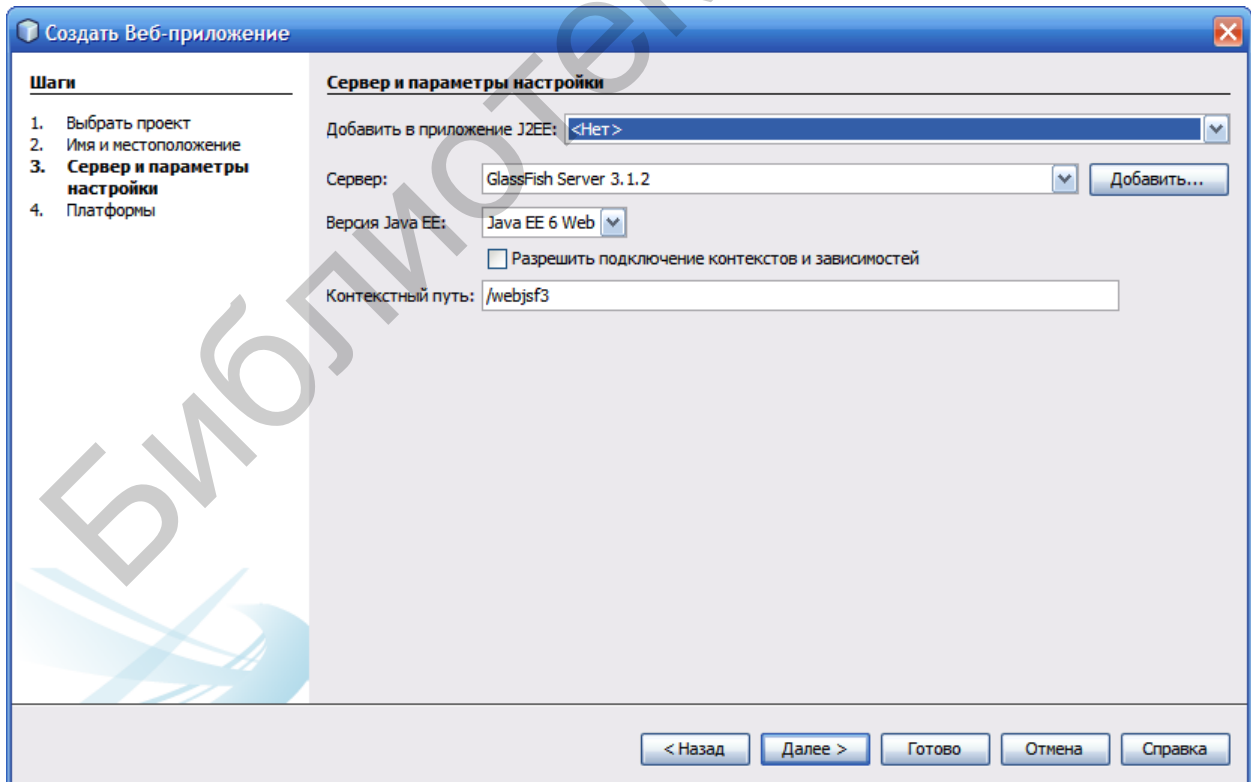 Создать Веб-приложение
Шаги
1. Выбрать проект
2. Имя и местоположение
3. Сервер и параметры
настройки
4. Платформы
Сервер и параметры настройки
Добавить в приложение J2EE: <Нет>
Сервер: GlassFish Server 3.1.2 Добавить...
Версия Java EE: Java EE 6 Web
Разрешить подключение контекстов и зависимостей
Контекстный путь: /webjsf3
< Назад Далее > Готово Отмена Справка